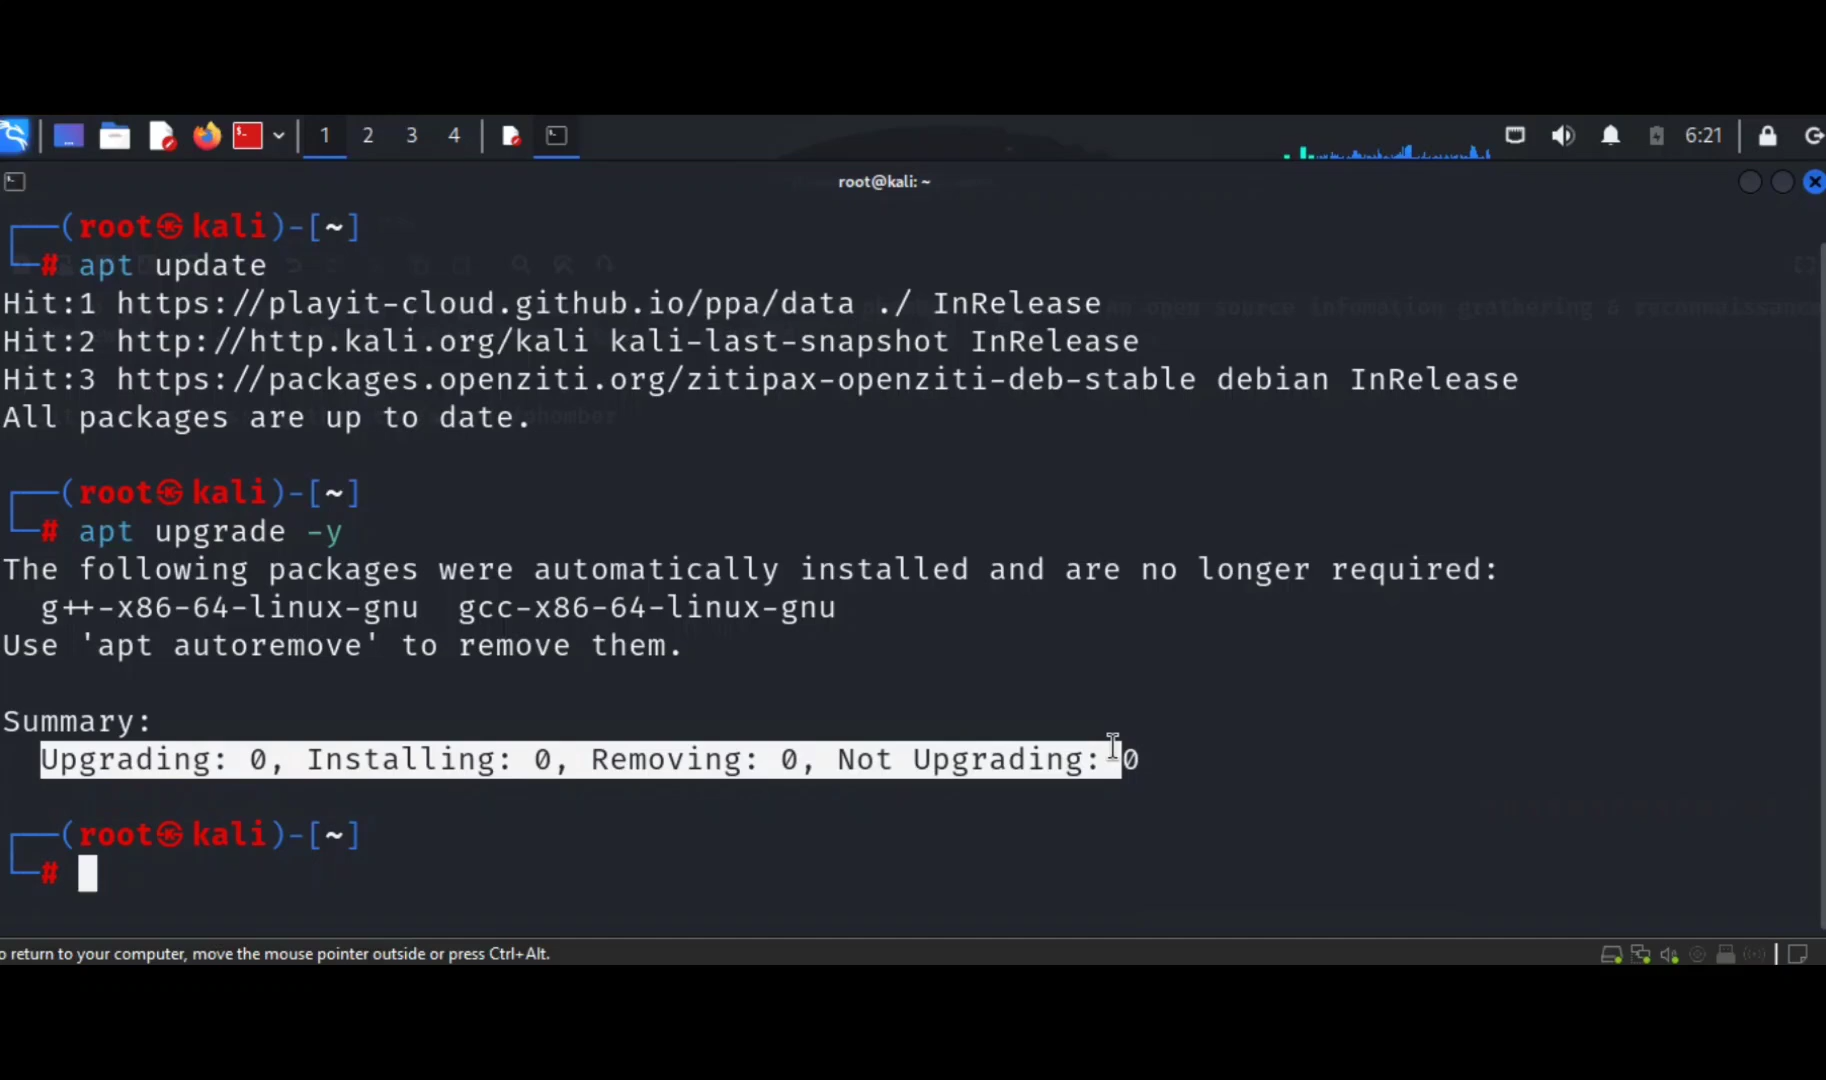 1 2 3 4 6:21
root@kali: ~
┌──(root㉿kali)-[~]
└─# apt update
Hit:1 https://playit-cloud.github.io/ppa/data ./ InRelease
Hit:2 http://http.kali.org/kali kali-last-snapshot InRelease
Hit:3 https://packages.openziti.org/zitipax-openziti-deb-stable debian InRelease
All packages are up to date.
┌──(root㉿kali)-[~]
└─# apt upgrade -y
The following packages were automatically installed and are no longer required:
g++-x86-64-linux-gnu gcc-x86-64-linux-gnu
Use 'apt autoremove' to remove them.
Summary:
Upgrading: 0, Installing: 0, Removing: 0, Not Upgrading: 0
┌──(root㉿kali)-[~]
└─#
o return to your computer, move the mouse pointer outside or press Ctrl+Alt.